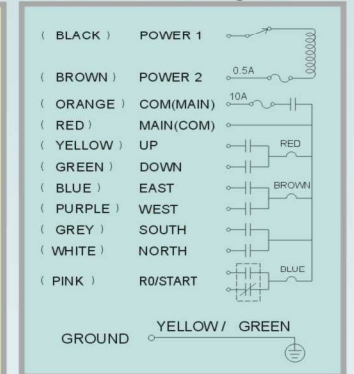 ( BLACK ) POWER 1
( BROWN ) POWER 2 0.5A
( ORANGE ) COM(MAIN) 10A
( RED ) MAIN(COM)
( YELLOW ) UP RED
( GREEN ) DOWN
( BLUE ) EAST BROWN
( PURPLE ) WEST
( GREY ) SOUTH
( WHITE ) NORTH
( PINK ) R0/START BLUE
GROUND YELLOW / GREEN